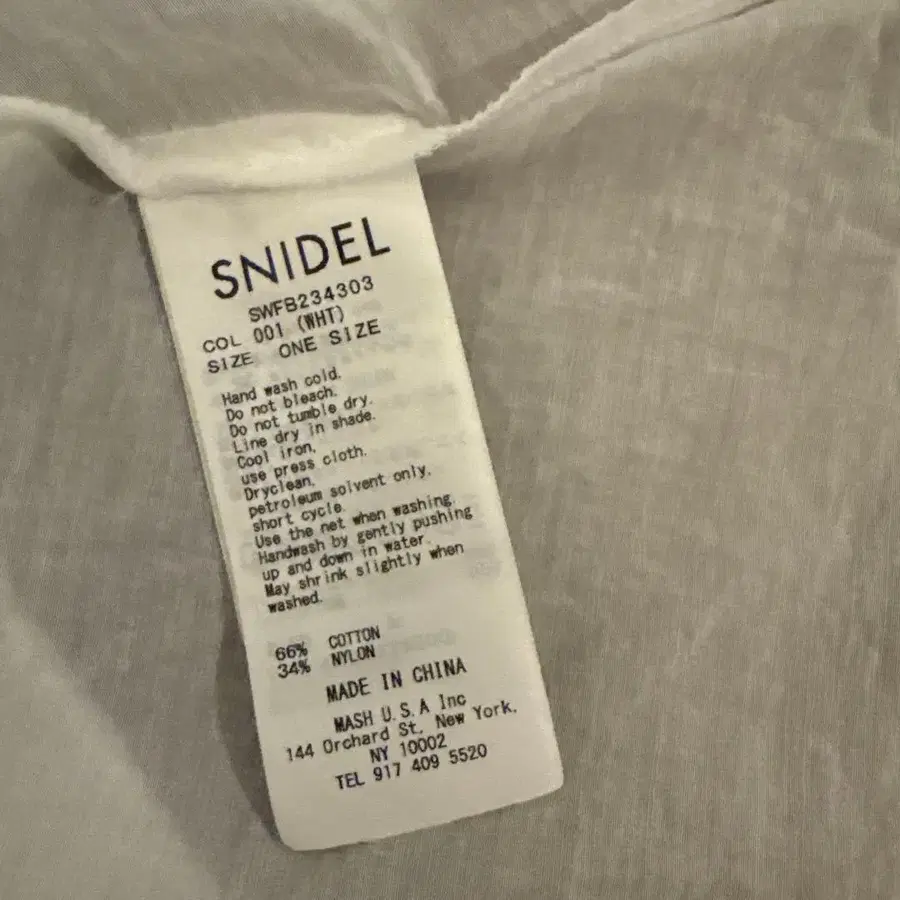 SNIDEL
SWFB234303
COL 001 (WHT)
SIZE ONE SIZE
Hand wash cold.
Do not bleach.
Do not tumble dry.
Line dry in shade.
Cool iron.
use press cloth.
Dryclean.
petroleum solvent only.
short cycle.
Use the net when washing.
Handwash by gently pushing
up and down in water.
May shrink slightly when
washed.
66% COTTON
34% NYLON
MADE IN CHINA
MASH U.S.A Inc
144 Orchard St. New York,
NY 10002
TEL 917 409 5520